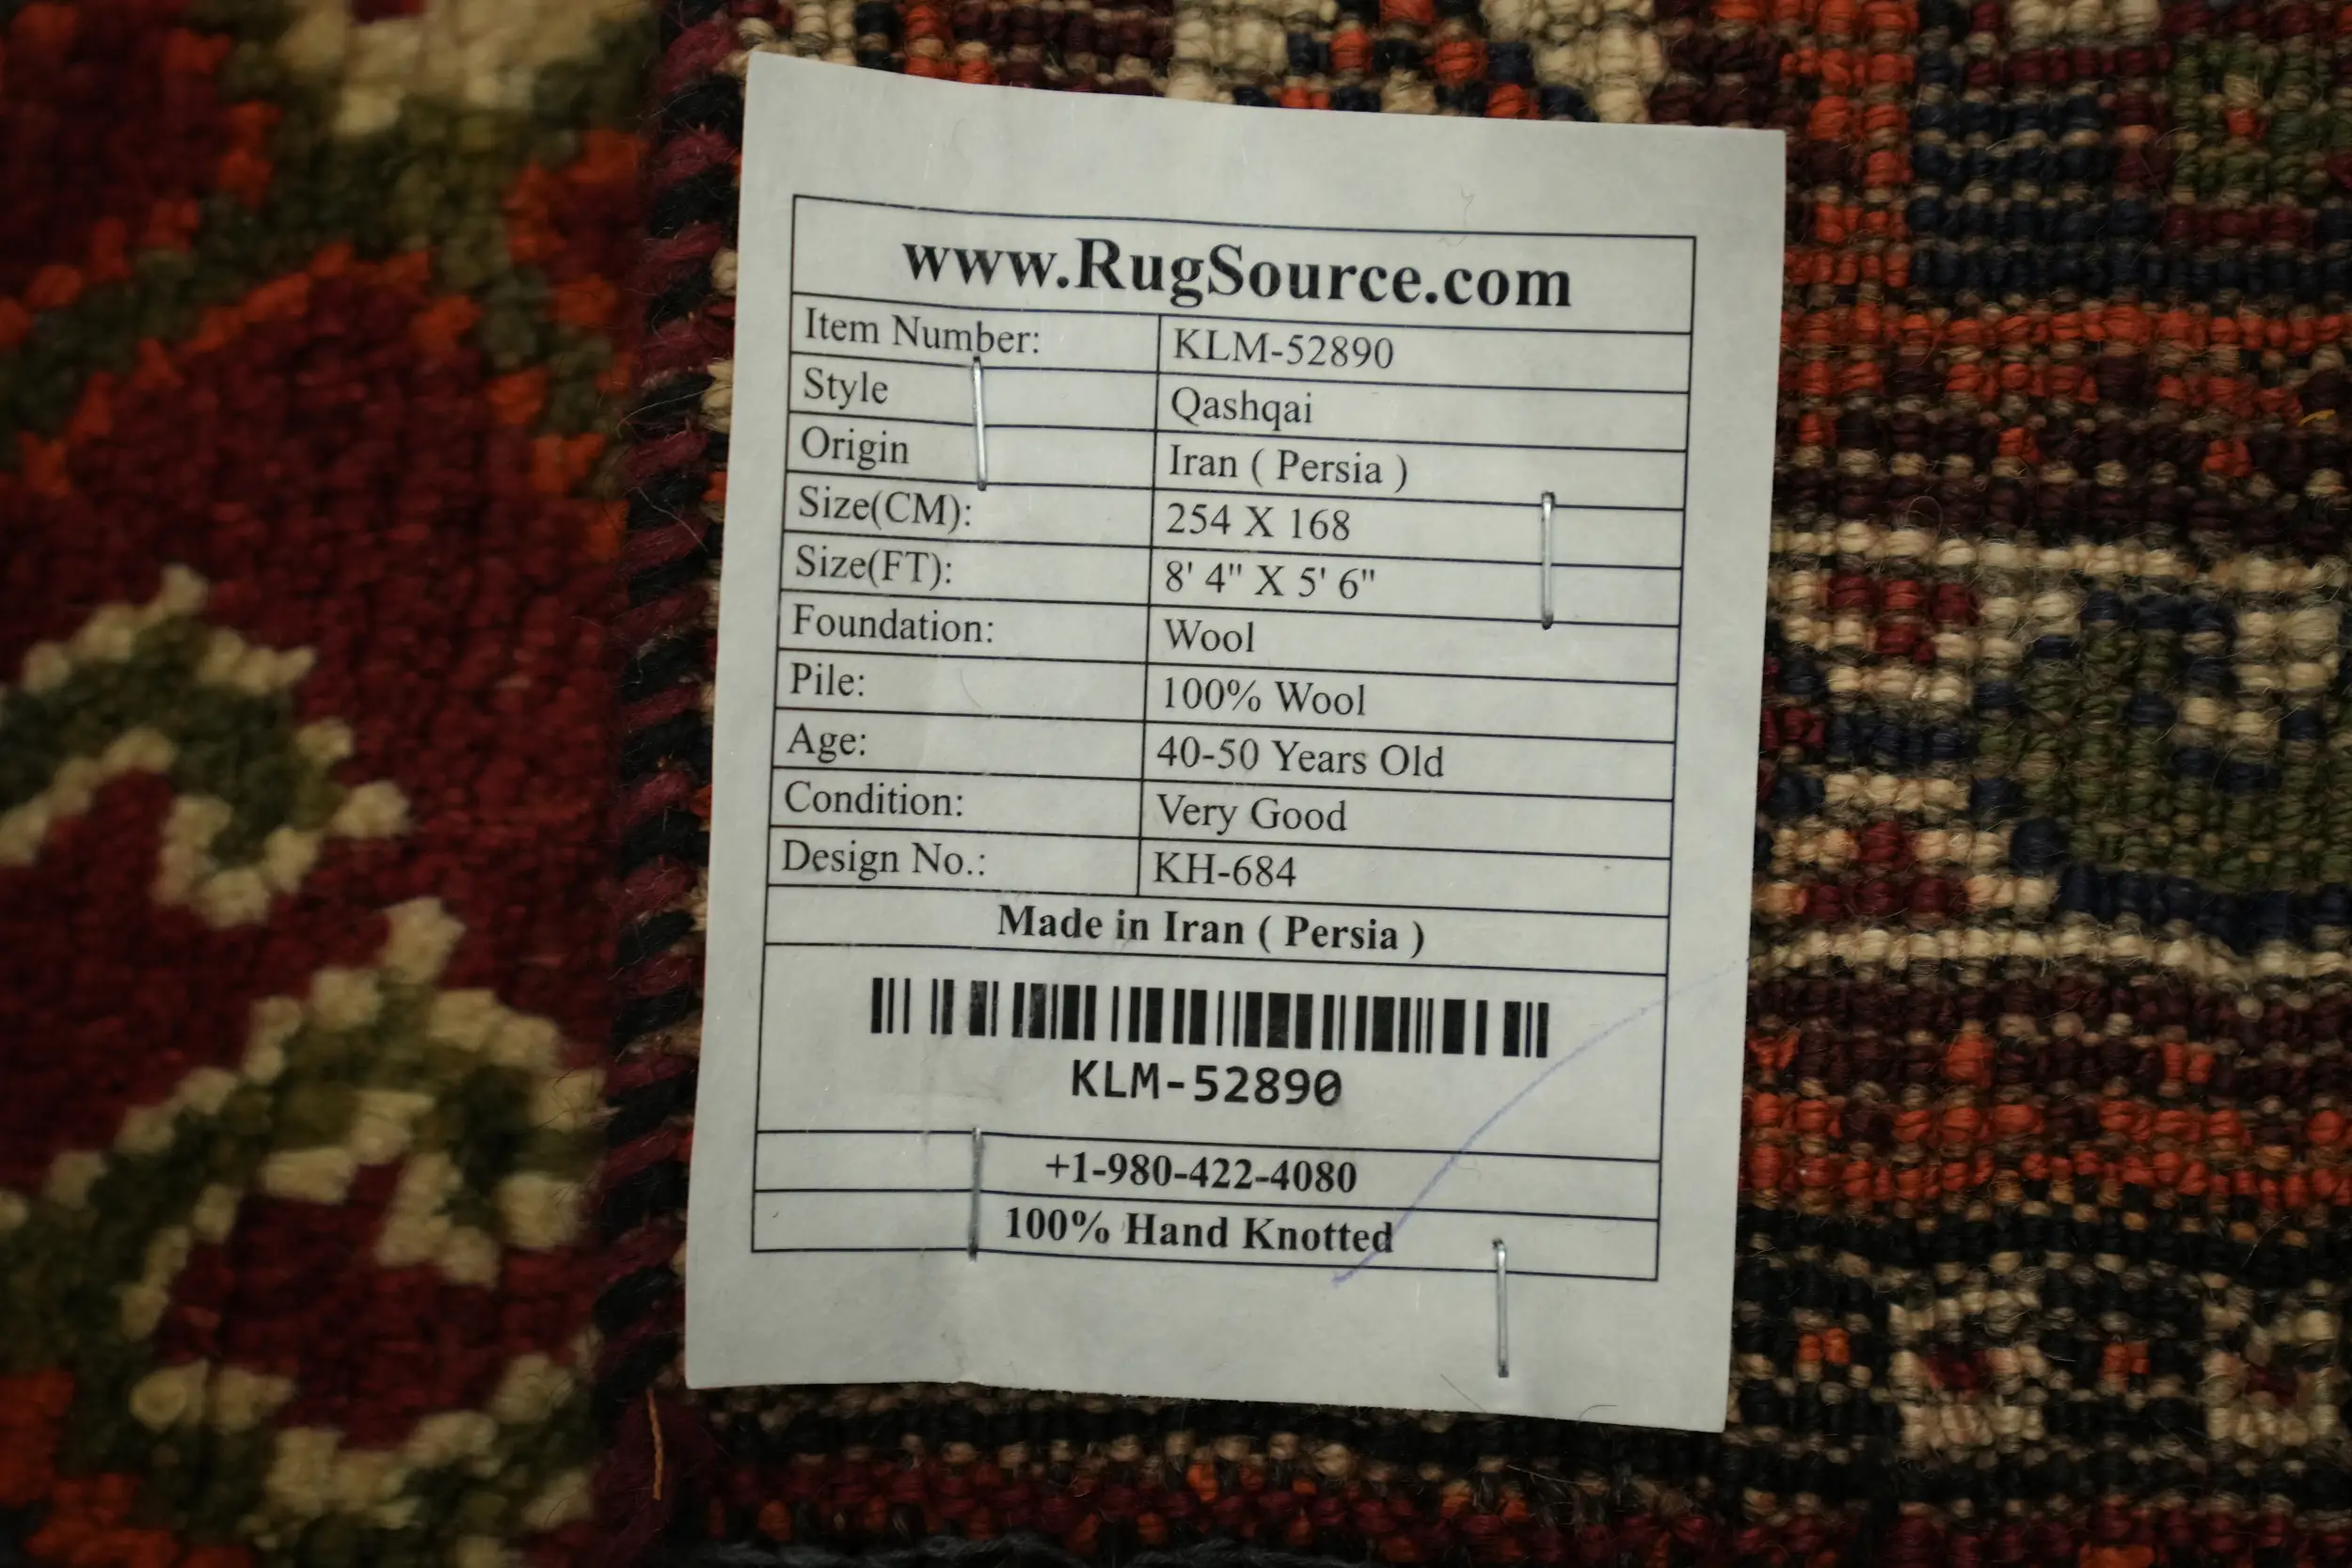 www.RugSource.com
Item Number: KLM-52890
Style Qashqai
Origin Iran ( Persia )
Size(CM): 254 X 168
Size(FT): 8' 4" X 5' 6"
Foundation: Wool
Pile: 100% Wool
Age: 40-50 Years Old
Condition: Very Good
Design No.: KH-684
Made in Iran ( Persia )
KLM-52890
+1-980-422-4080
100% Hand Knotted